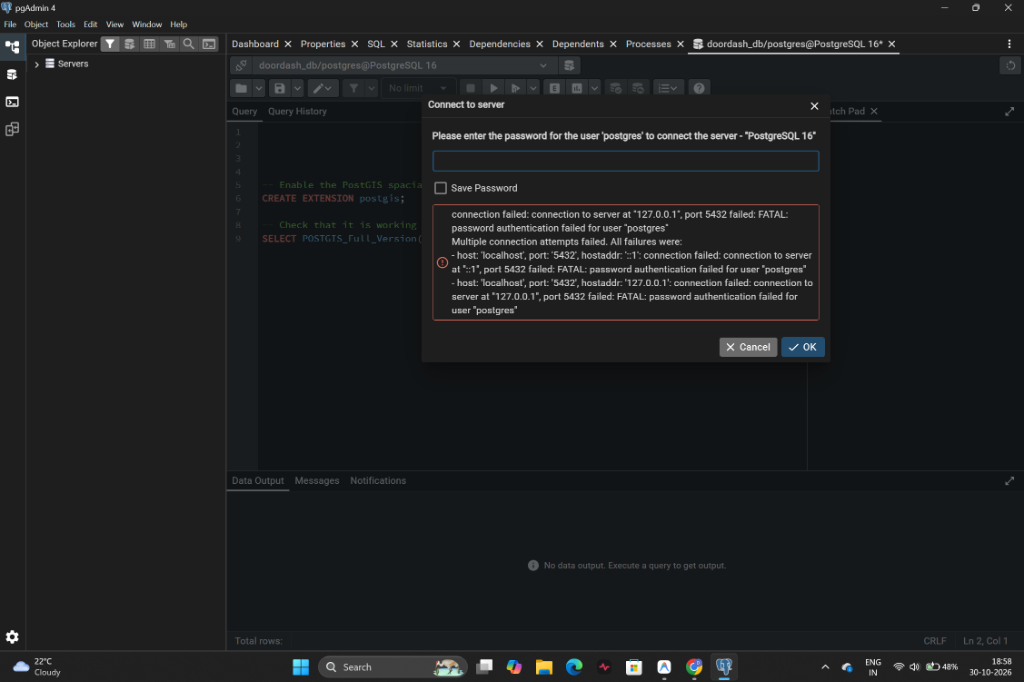 pgAdmin 4
File Object Tools Edit View Window Help
Object Explorer
Dashboard Properties SQL Statistics Dependencies Dependents Processes doordash_db/postgres@PostgreSQL 16*
Servers
doordash_db/postgres@PostgreSQL 16
No limit
Query Query History
tch Pad
Connect to server
Please enter the password for the user 'postgres' to connect the server - "PostgreSQL 16"
Save Password
connection failed: connection to server at "127.0.0.1", port 5432 failed: FATAL:
password authentication failed for user "postgres"
Multiple connection attempts failed. All failures were:
- host: 'localhost', port: '5432', hostaddr: '::1': connection failed: connection to server
at "::1", port 5432 failed: FATAL: password authentication failed for user "postgres"
- host: 'localhost', port: '5432', hostaddr: '127.0.0.1': connection failed: connection to
server at "127.0.0.1", port 5432 failed: FATAL: password authentication failed for
user "postgres"
Cancel OK
1
2
3
4
5 -- Enable the PostGIS spacia
6 CREATE EXTENSION postgis;
7
8 -- Check that it is working
9 SELECT POSTGIS_Full_Version(
Data Output Messages Notifications
No data output. Execute a query to get output.
Total rows:
CRLF Ln 2, Col 1
22°C
Cloudy
Search
ENG
IN
48%
18:58
30-10-2026